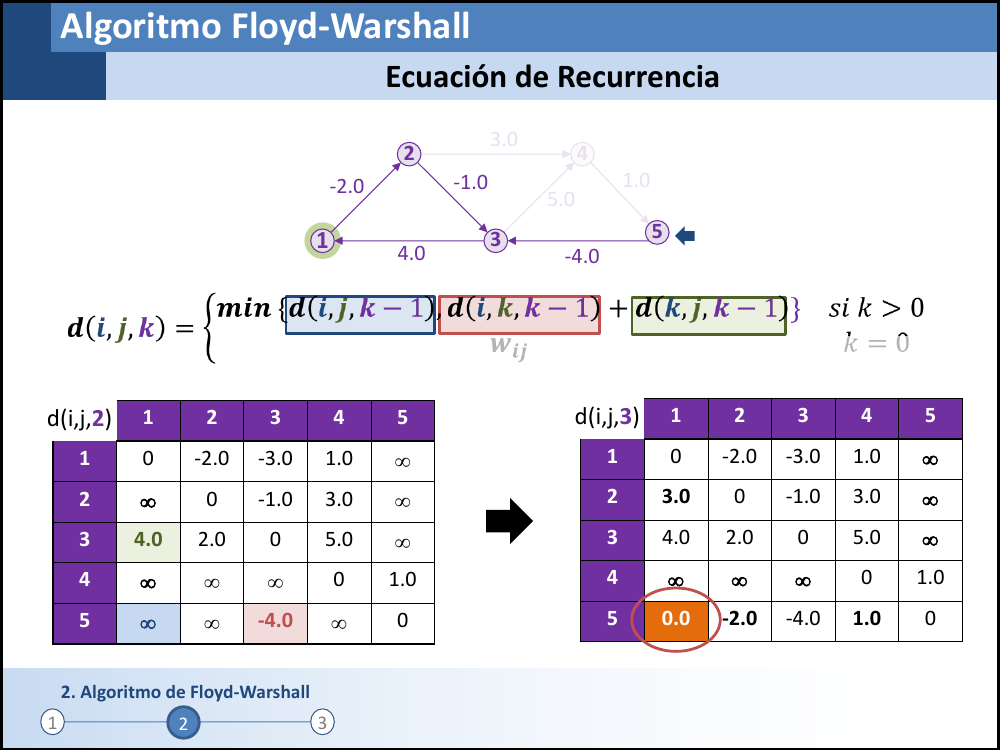 Algoritmo Floyd-Warshall
Ecuación de Recurrencia
3.0
2 4
-2.0 -1.0 5.0 1.0
1 3 5
4.0 -4.0
d(i,j,k) = { min {d(i,j,k − 1), d(i,k,k − 1) + d(k,j,k − 1)} si k > 0
w_ij k = 0
d(i,j,2) 1 2 3 4 5
1 0 -2.0 -3.0 1.0 ∞
2 ∞ 0 -1.0 3.0 ∞
3 4.0 2.0 0 5.0 ∞
4 ∞ ∞ ∞ 0 1.0
5 ∞ ∞ -4.0 ∞ 0
d(i,j,3) 1 2 3 4 5
1 0 -2.0 -3.0 1.0 ∞
2 3.0 0 -1.0 3.0 ∞
3 4.0 2.0 0 5.0 ∞
4 ∞ ∞ ∞ 0 1.0
5 0.0 -2.0 -4.0 1.0 0
2. Algoritmo de Floyd-Warshall
1 2 3